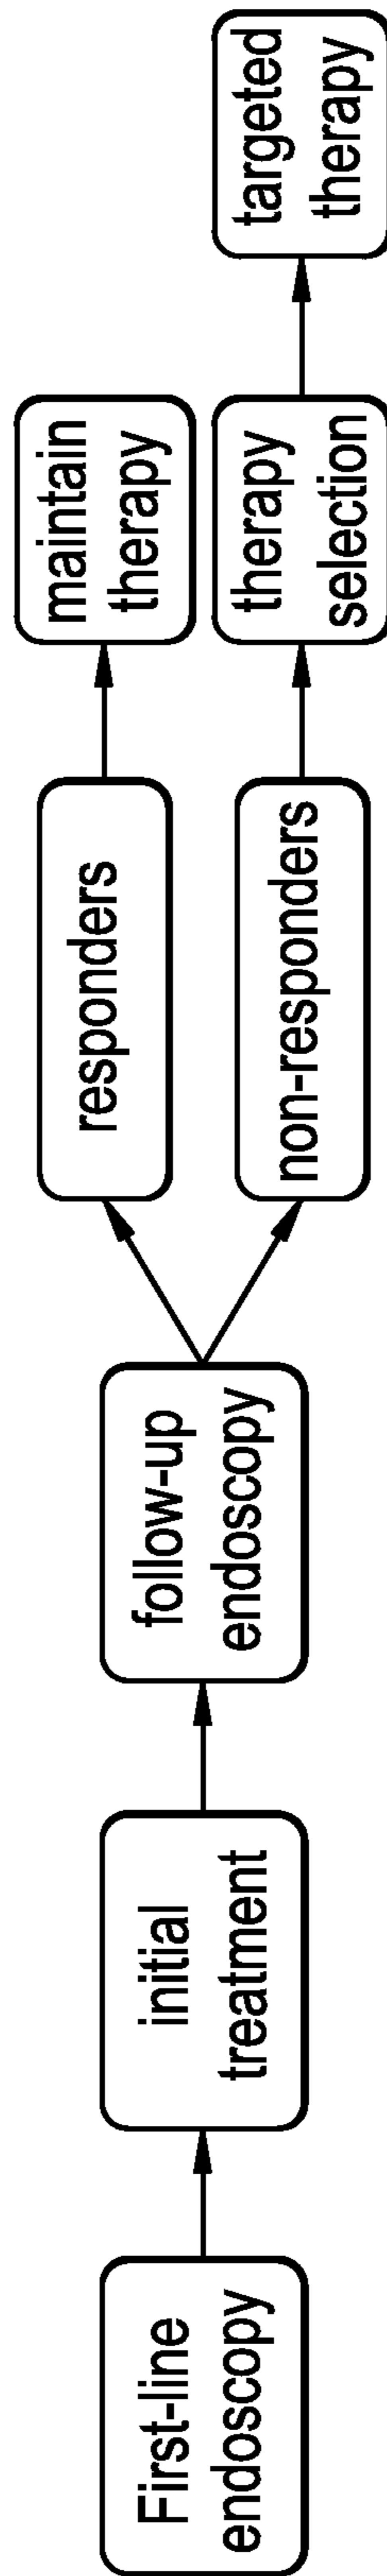 First-line
endoscopy
initial
treatment
follow-up
endoscopy
responders
maintain
therapy
non-responders
therapy
selection
targeted
therapy